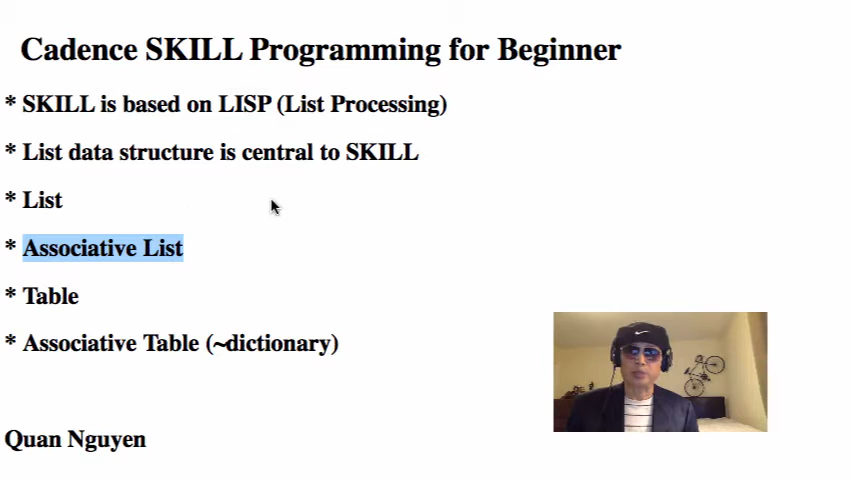 Cadence SKILL Programming for Beginner
* SKILL is based on LISP (List Processing)
* List data structure is central to SKILL
* List
* Associative List
* Table
* Associative Table (~dictionary)
Quan Nguyen